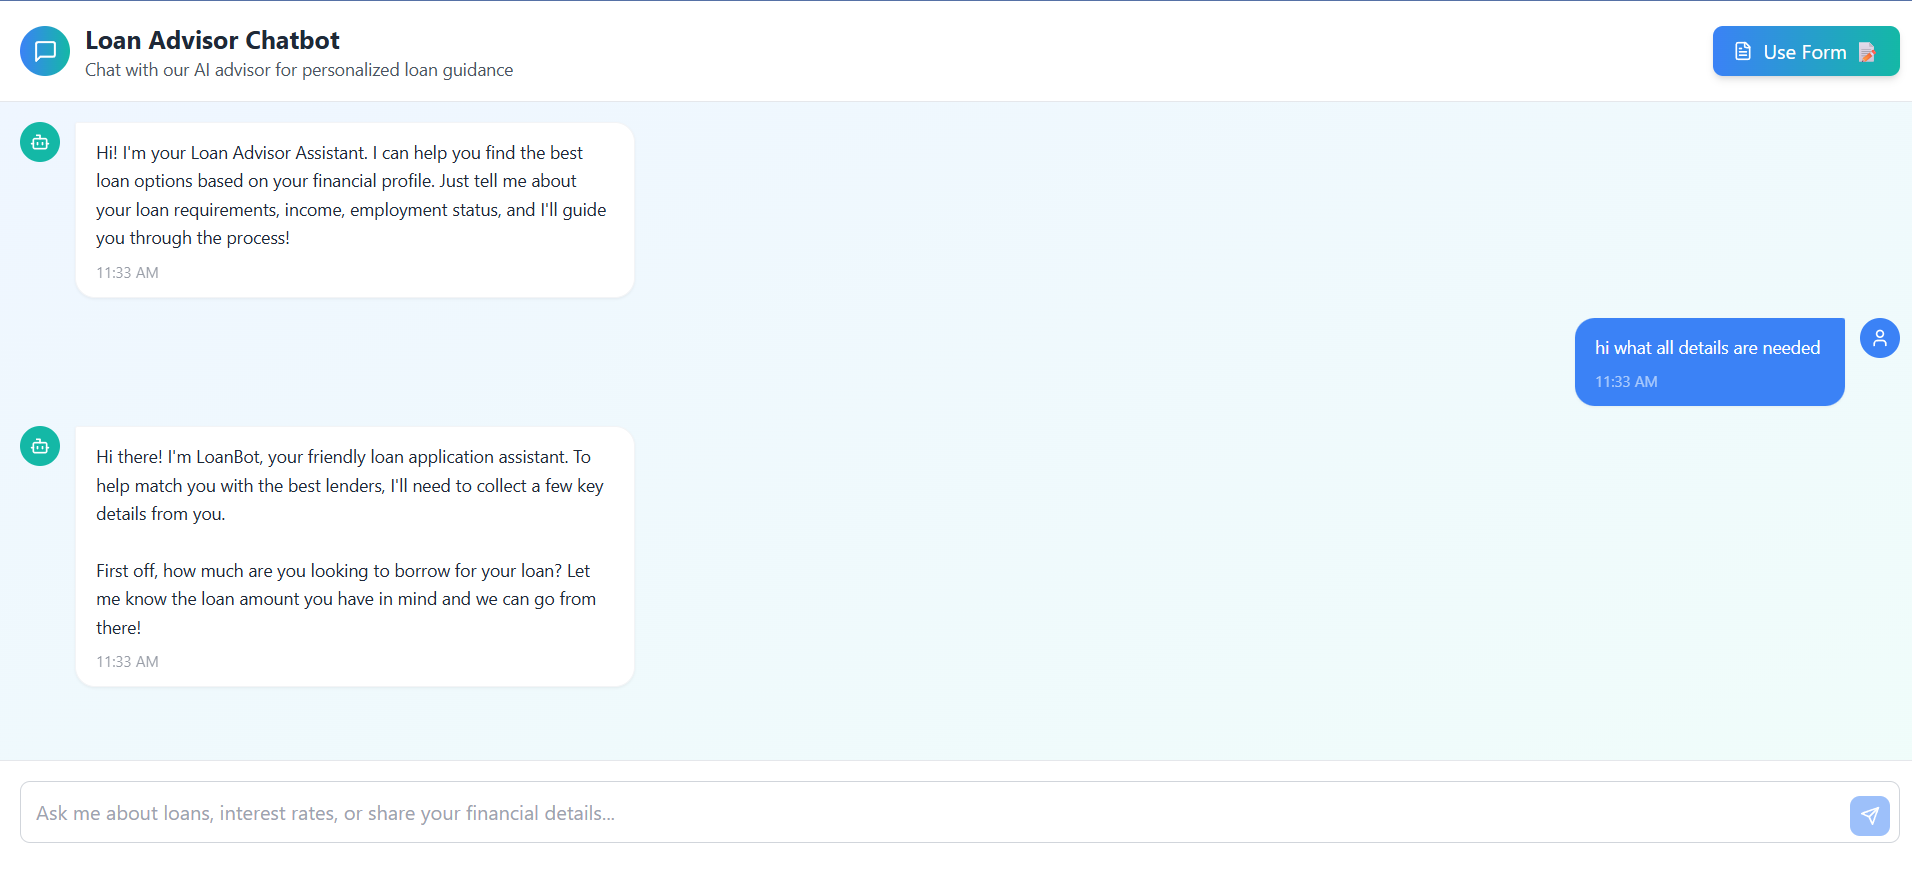 Loan Advisor Chatbot
Chat with our AI advisor for personalized loan guidance
Use Form
Hi! I'm your Loan Advisor Assistant. I can help you find the best
loan options based on your financial profile. Just tell me about
your loan requirements, income, employment status, and I'll guide
you through the process!
11:33 AM
hi what all details are needed
11:33 AM
Hi there! I'm LoanBot, your friendly loan application assistant. To
help match you with the best lenders, I'll need to collect a few key
details from you.
First off, how much are you looking to borrow for your loan? Let
me know the loan amount you have in mind and we can go from
there!
11:33 AM
Ask me about loans, interest rates, or share your financial details...